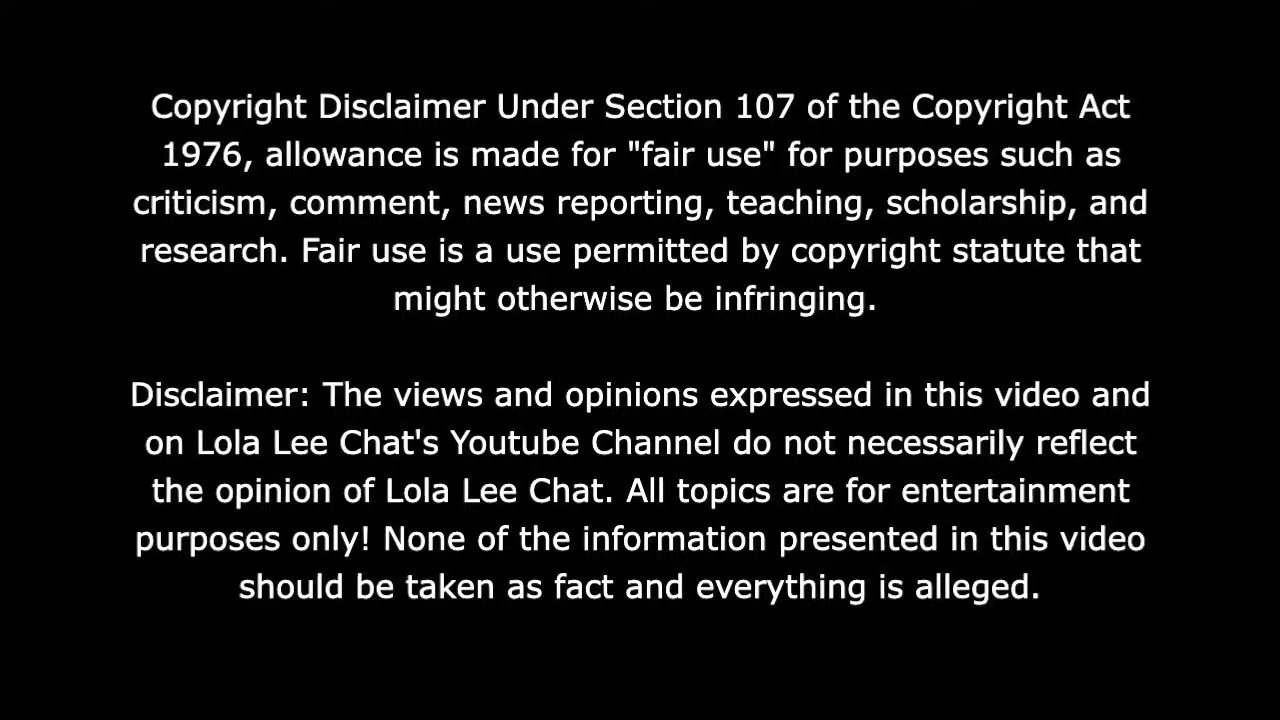 Copyright Disclaimer Under Section 107 of the Copyright Act
1976, allowance is made for "fair use" for purposes such as
criticism, comment, news reporting, teaching, scholarship, and
research. Fair use is a use permitted by copyright statute that
might otherwise be infringing.
Disclaimer: The views and opinions expressed in this video and
on Lola Lee Chat's Youtube Channel do not necessarily reflect
the opinion of Lola Lee Chat. All topics are for entertainment
purposes only! None of the information presented in this video
should be taken as fact and everything is alleged.